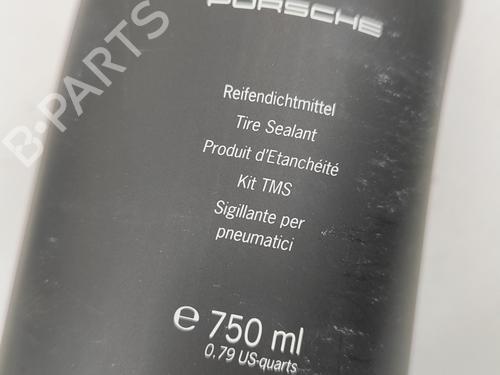 PORSCHE
Reifendichtmittel
Tire Sealant
Produit d'Etanchéité
Kit TMS
Sigillante per
pneumatici
e 750 ml
0,79 US-quarts
B-PARTS